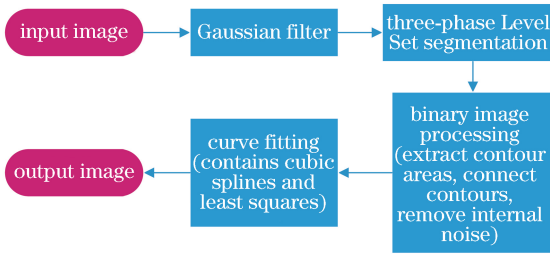 input image
Gaussian filter
three-phase Level
Set segmentation
binary image
processing
(extract contour
areas, connect
contours,
remove internal
noise)
curve fitting
(contains cubic
splines and
least squares)
output image